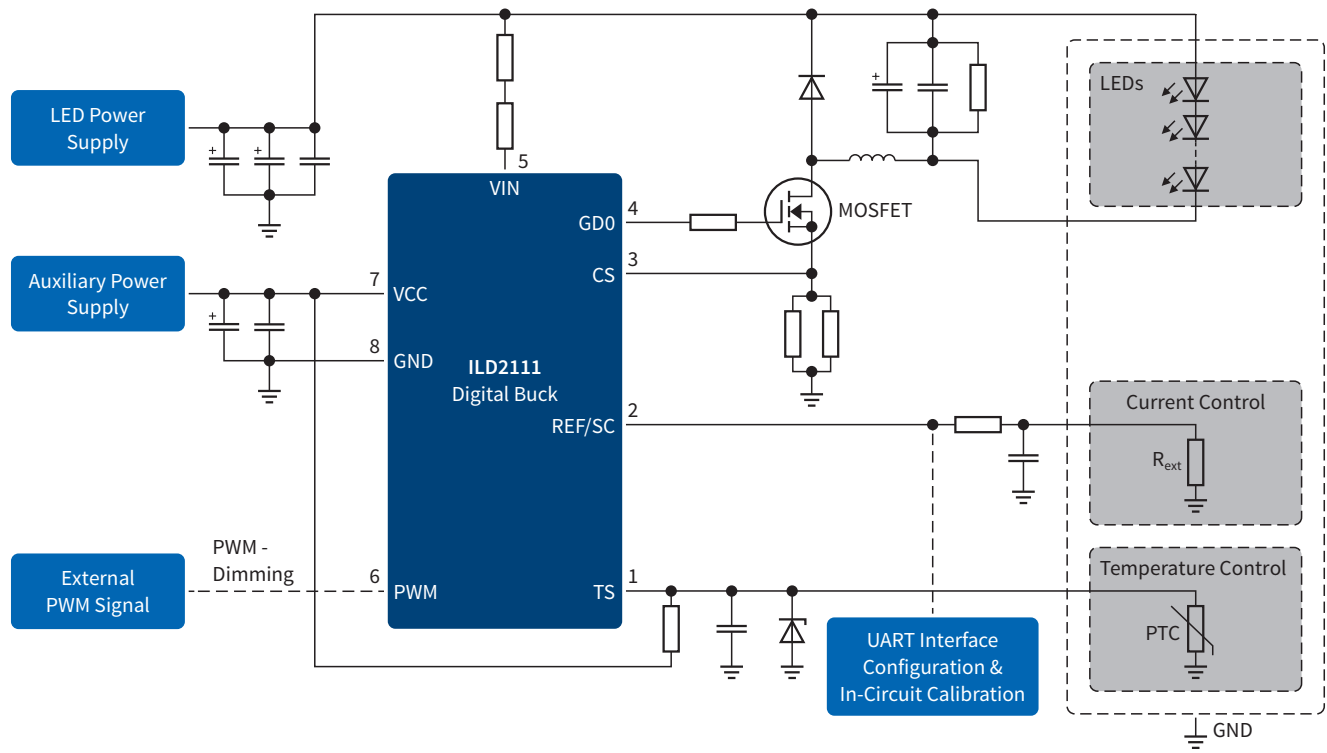 LED Power
Supply
+
+
+
5
VIN
LEDs
4
GD0
MOSFET
3
CS
Auxiliary Power
Supply
+
7
VCC
8
GND
ILD2111
Digital Buck
2
REF/SC
Current Control
Rext
External
PWM Signal
PWM -
Dimming
6
PWM
1
TS
Temperature Control
PTC
UART Interface
Configuration &
In-Circuit Calibration
GND